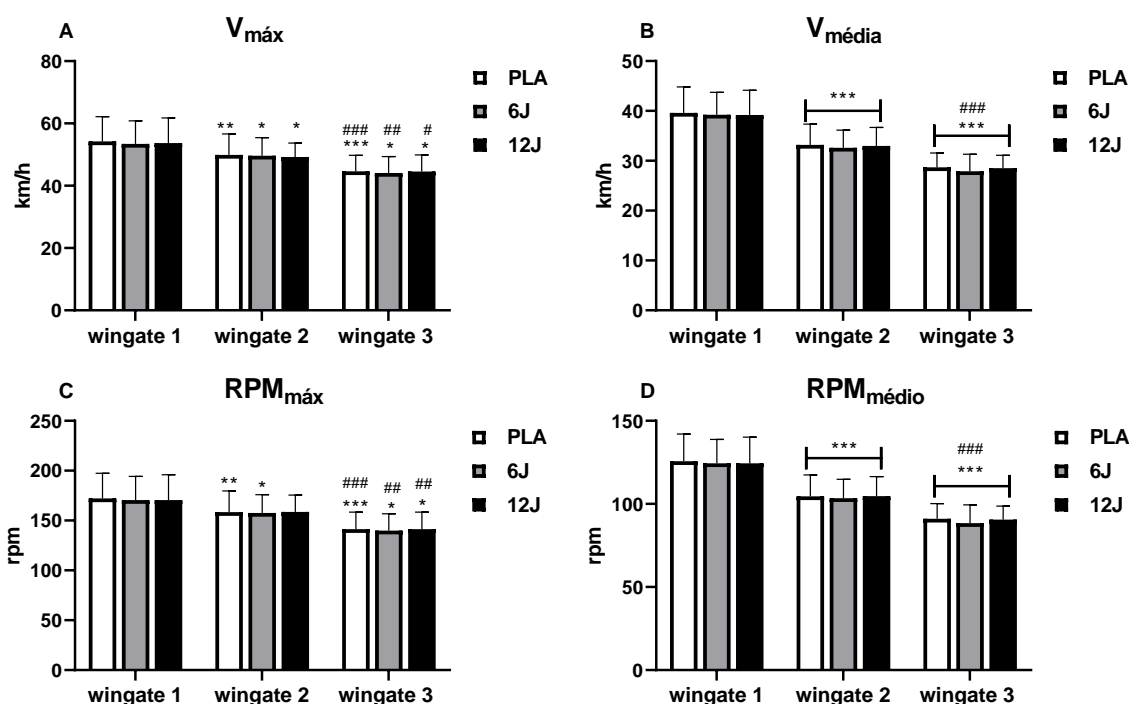 A
Vmáx
80
60
40
20
0
km/h
** * * ### ## #
*** * *
wingate 1 wingate 2 wingate 3
PLA
6J
12J
B
Vmédia
50
40
30
20
10
0
km/h
*** ###
***
wingate 1 wingate 2 wingate 3
PLA
6J
12J
C
RPMmáx
250
200
150
100
50
0
rpm
** * ### ## ##
*** * *
wingate 1 wingate 2 wingate 3
PLA
6J
12J
D
RPMmédio
150
100
50
0
rpm
*** ###
***
wingate 1 wingate 2 wingate 3
PLA
6J
12J